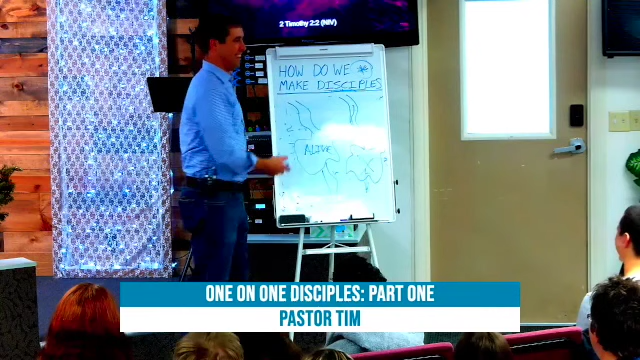 2 Timothy 2:2 (NIV)
HOW DO WE
MAKE DISCIPLES
ALIVE
ONE ON ONE DISCIPLES: PART ONE
PASTOR TIM